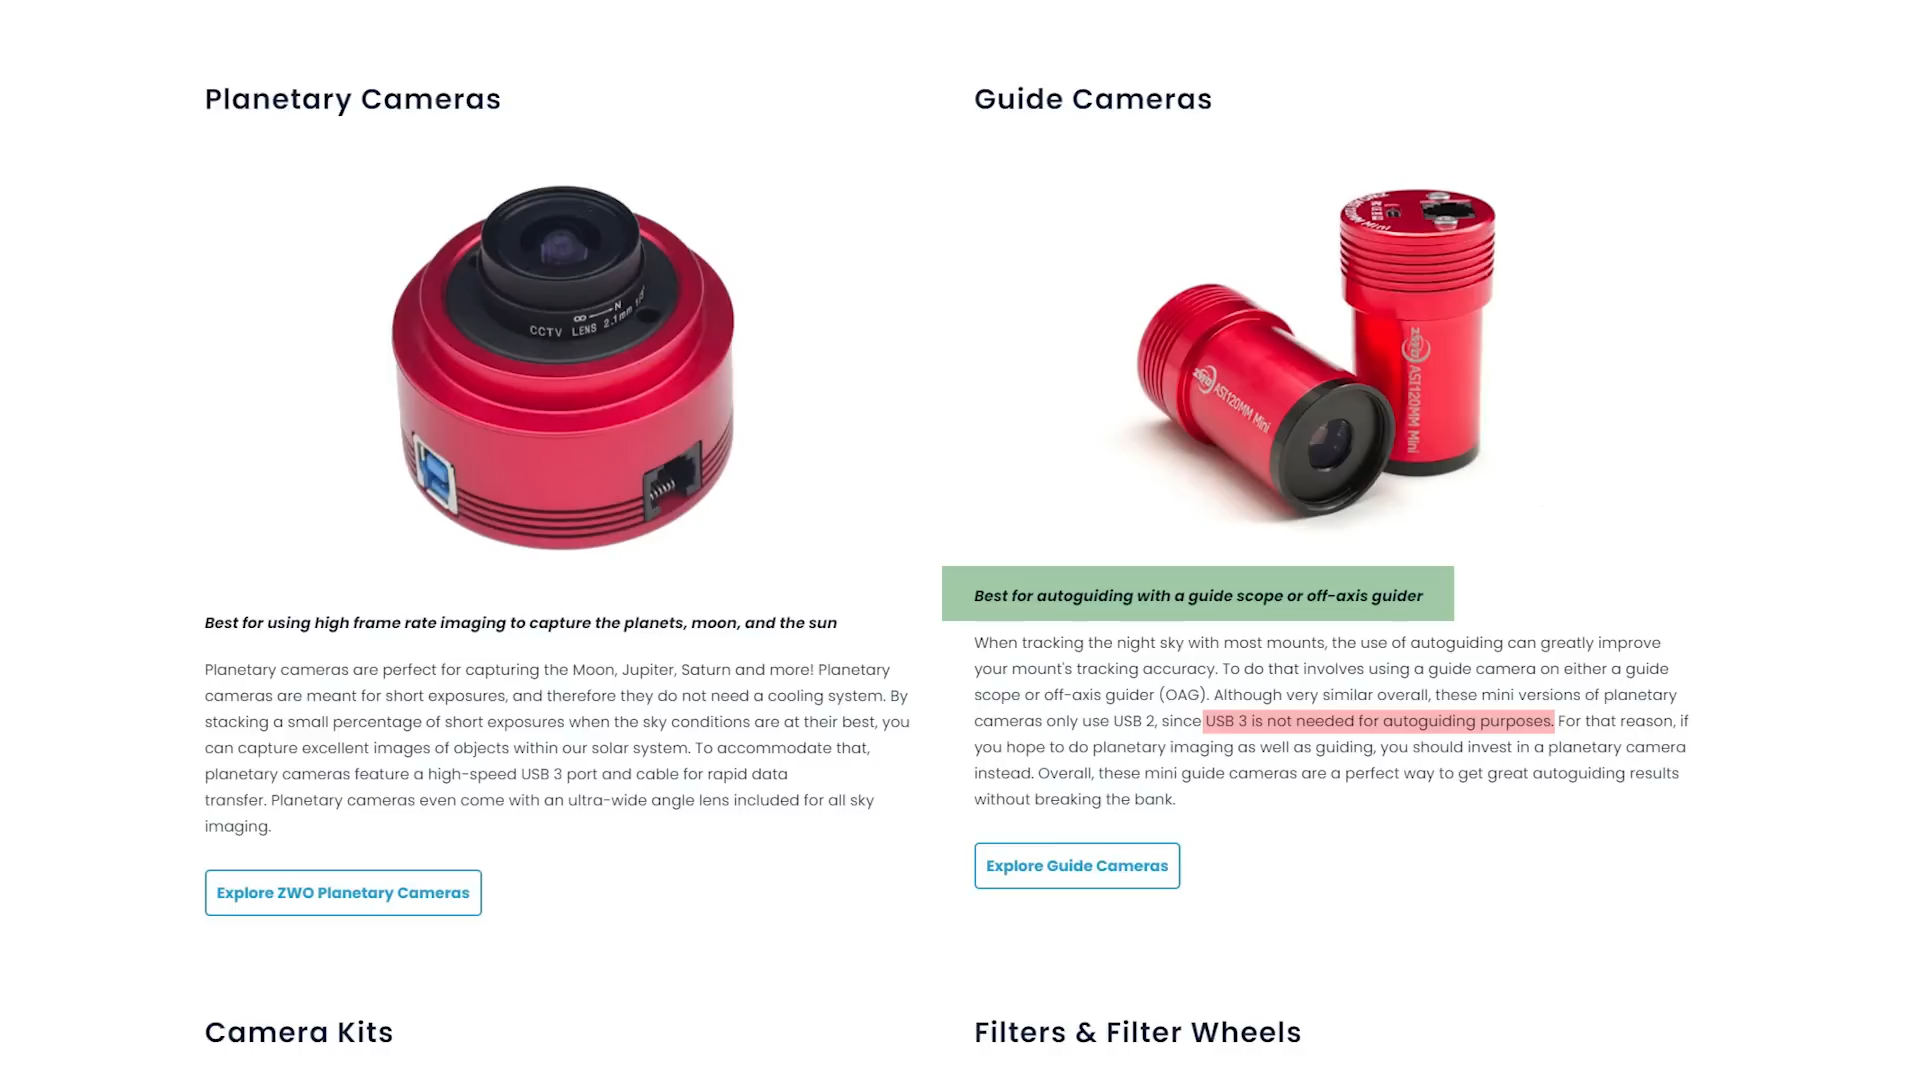 Planetary Cameras
CCTV LENS 2.1mm
∞ N
Best for using high frame rate imaging to capture the planets, moon, and the sun
Planetary cameras are perfect for capturing the Moon, Jupiter, Saturn and more! Planetary
cameras are meant for short exposures, and therefore they do not need a cooling system. By
stacking a small percentage of short exposures when the sky conditions are at their best, you
can capture excellent images of objects within our solar system. To accommodate that,
planetary cameras feature a high-speed USB 3 port and cable for rapid data
transfer. Planetary cameras even come with an ultra-wide angle lens included for all sky
imaging.
Explore ZWO Planetary Cameras
Guide Cameras
ZWO ASI120MM Mini
ZWO ASI120MM Mini
Best for autoguiding with a guide scope or off-axis guider
When tracking the night sky with most mounts, the use of autoguiding can greatly improve
your mount's tracking accuracy. To do that involves using a guide camera on either a guide
scope or off-axis guider (OAG). Although very similar overall, these mini versions of planetary
cameras only use USB 2, since USB 3 is not needed for autoguiding purposes. For that reason, if
you hope to do planetary imaging as well as guiding, you should invest in a planetary camera
instead. Overall, these mini guide cameras are a perfect way to get great autoguiding results
without breaking the bank.
Explore Guide Cameras
Camera Kits
Filters & Filter Wheels